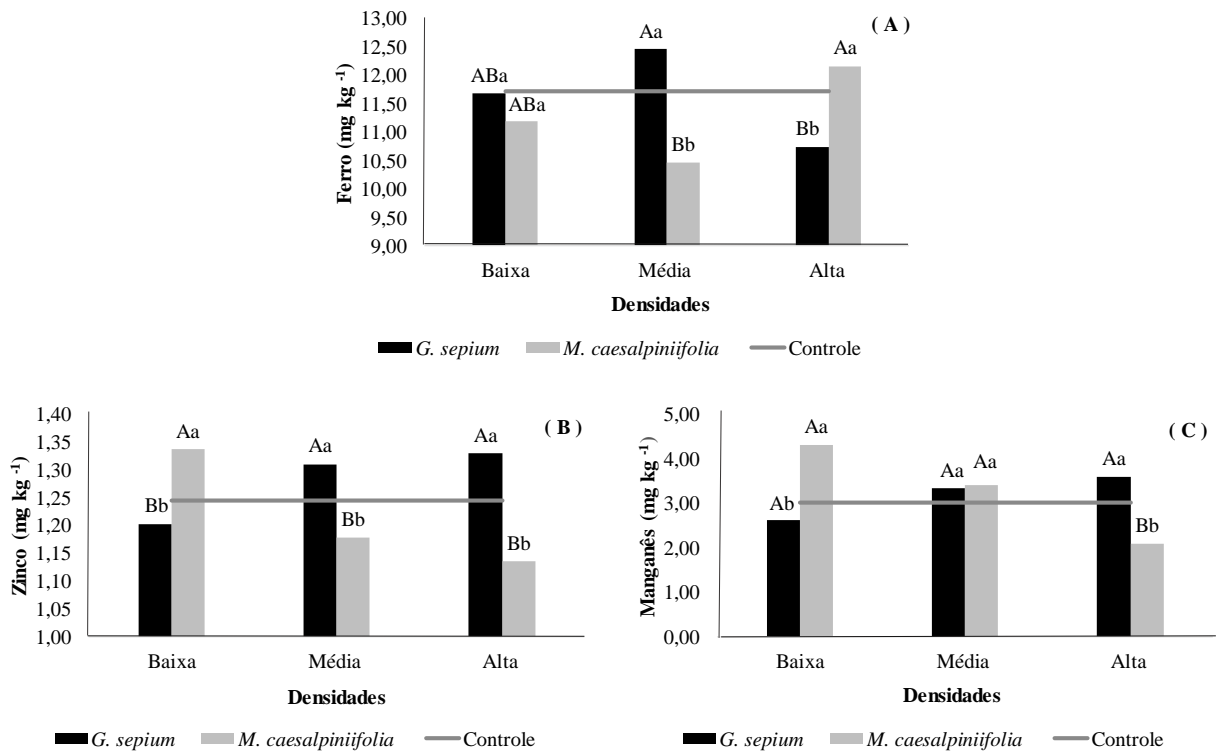 ( A )
Ferro (mg kg -1)
13,00
12,50
12,00
11,50
11,00
10,50
10,00
9,50
9,00
ABa
ABa
Aa
Bb
Bb
Aa
Baixa Média Alta
Densidades
G. sepium M. caesalpiniifolia Controle
( B )
Zinco (mg kg -1)
1,40
1,35
1,30
1,25
1,20
1,15
1,10
1,05
1,00
Bb
Aa
Aa
Bb
Aa
Bb
Baixa Média Alta
Densidades
G. sepium M. caesalpiniifolia Controle
( C )
Manganês (mg kg -1)
5,00
4,00
3,00
2,00
1,00
0,00
Ab
Aa
Aa
Aa
Aa
Bb
Baixa Média Alta
Densidades
G. sepium M. caesalpiniifolia Controle